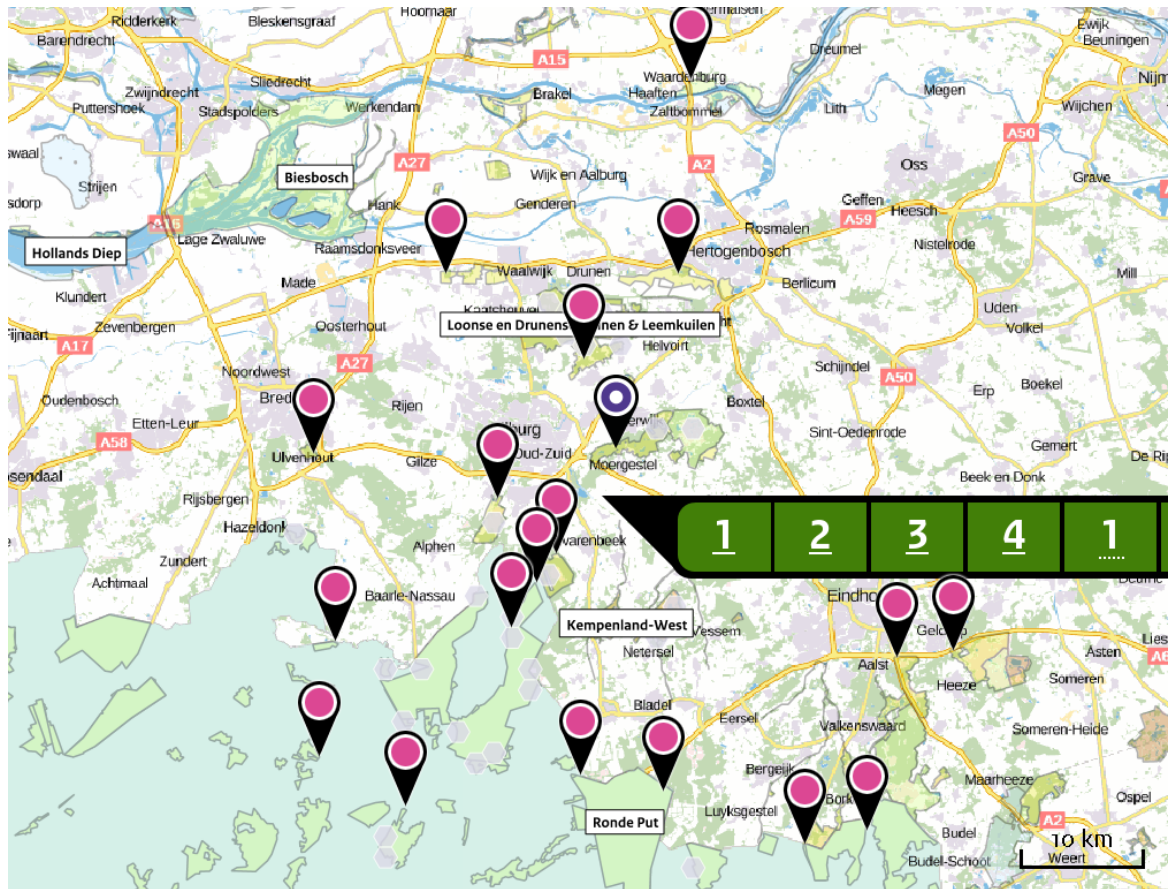 Ridderkerk
Bleskensgraaf
Hoornaar
Barendrecht
A15
Dreumel
Ewijk
Beuningen
Zwijndrecht
Sliedrecht
Waardenburg
Puttershoek
Stadspolders
Werkendam
Brakel
Haaften
Zaltbommel
Lith
Megen
Wijchen
A50
A27
A2
Oss
Strijen
Biesbosch
Wijk en Aalburg
Grave
Hank
Genderen
Geffen
Heesch
A59
A16
Lage Zwaluwe
Raamsdonksveer
Rosmalen
Nistelrode
Hollands Diep
Hertogenbosch
Klundert
Made
Waalwijk
Drunen
Berlicum
Mill
Uden
Zevenbergen
Oosterhout
Volkel
Helvoirt
A17
A27
Schijndel
Noordwest
A50
Erp
Boekel
Oudenbosch
Rijen
Boxtel
Etten-Leur
A58
Sint-Oedenrode
Gemert
Ulvenhout
Gilze
Oud-Zuid
Moergestel
Beek en Donk
Rijsbergen
Hazeldonk
1
2
3
4
1
Alphen
Zundert
Achtmaal
Baarle-Nassau
Kempenland-West
Vessem
Netersel
Aalst
Asten
Heeze
Someren
Bladel
Eersel
Valkenswaard
Someren-Heide
Bergeijk
Maarheeze
Luyksgestel
Ospel
Ronde Put
A2
Budel
10 km
Budel-Schoot
Weert